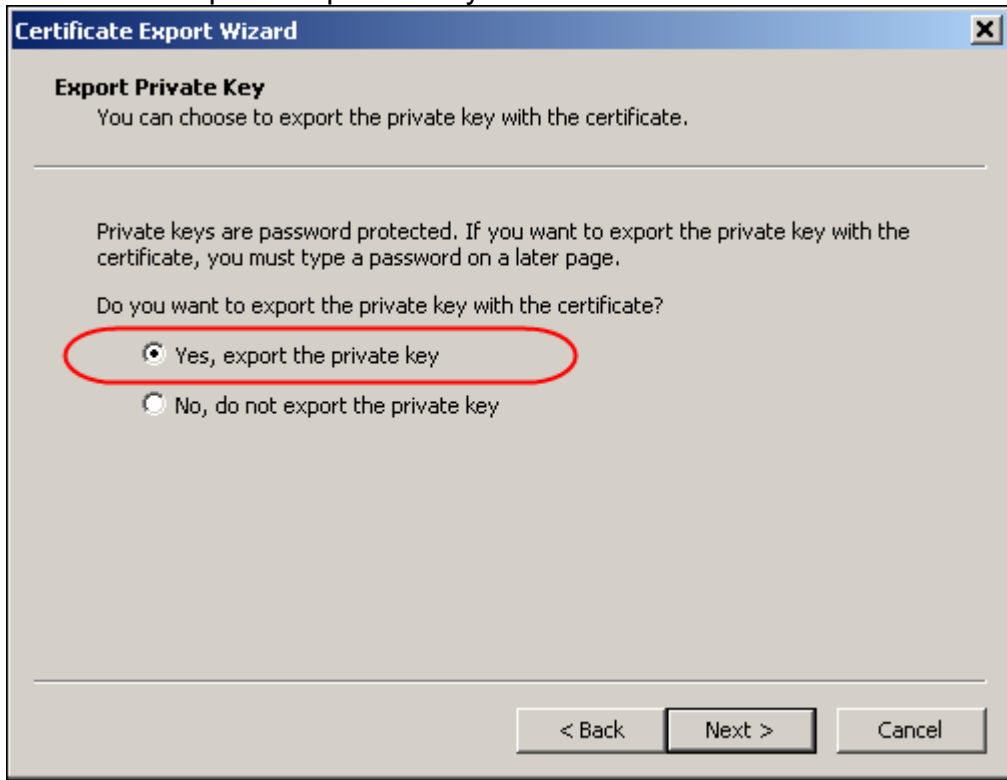 Certificate Export Wizard
Export Private Key
You can choose to export the private key with the certificate.
Private keys are password protected. If you want to export the private key with the
certificate, you must type a password on a later page.
Do you want to export the private key with the certificate?
Yes, export the private key
No, do not export the private key
< Back Next > Cancel